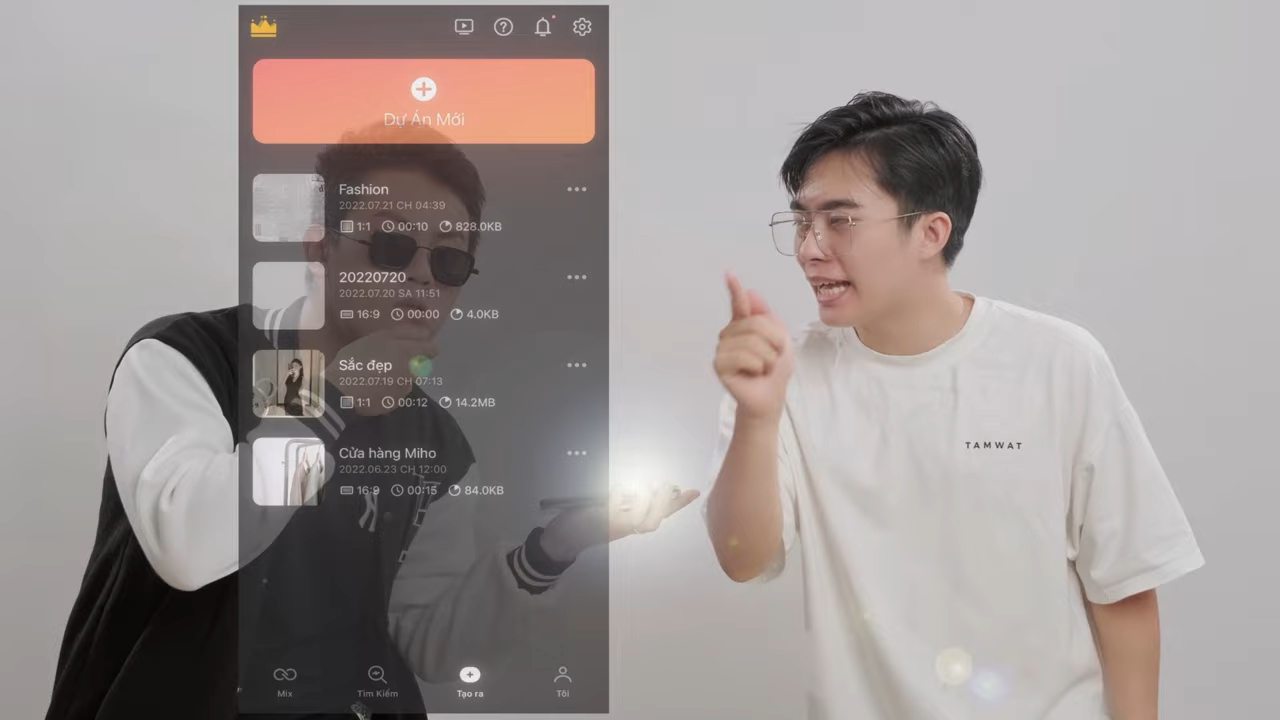 Dự Án Mới
Fashion
2022.07.21 CH 04:39
1:1 00:10 828.0KB
20220720
2022.07.20 SA 11:51
16:9 00:00 4.0KB
Sắc đẹp
2022.07.19 CH 07:13
1:1 00:12 14.2MB
Cửa hàng Miho
2022.06.23 CH 12:00
16:9 00:15 84.0KB
Mix Tìm Kiếm Tạo ra Tôi
TAMWAT